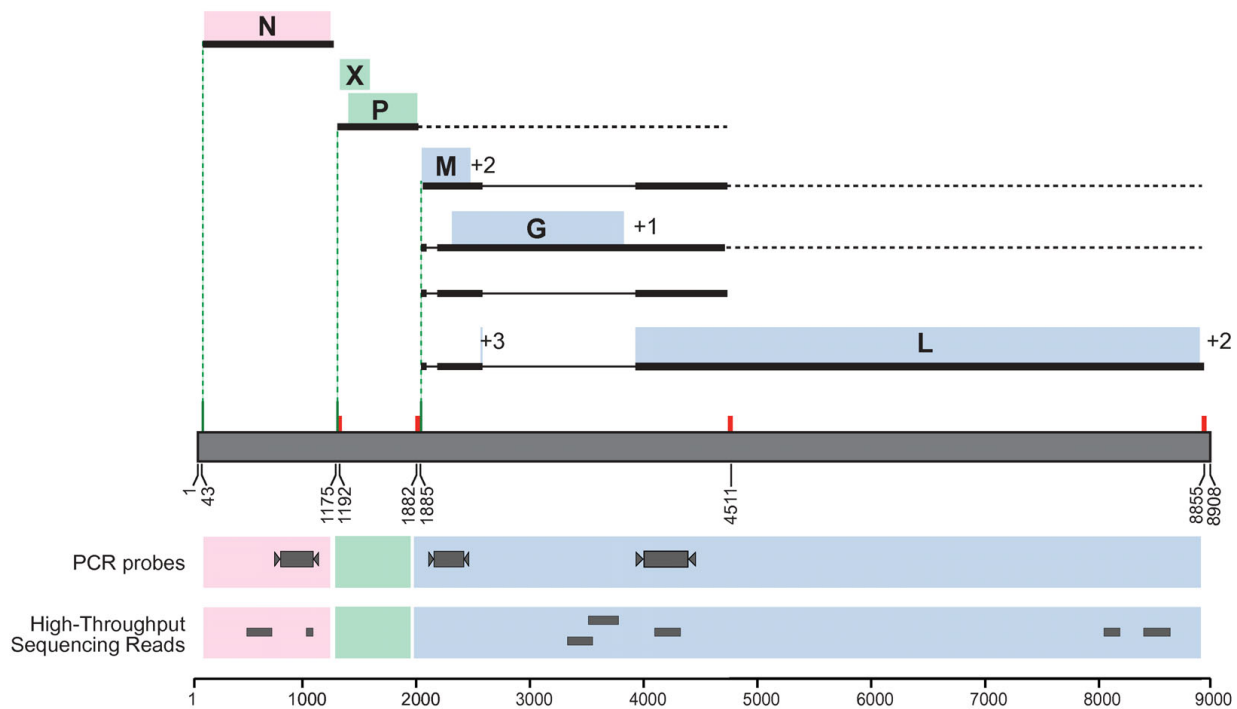 N
X
P
M +2
G +1
+3 L +2
1 43 1175 1192 1882 1885 4511 8855 8908
PCR probes
High-Throughput
Sequencing Reads
1 1000 2000 3000 4000 5000 6000 7000 8000 9000